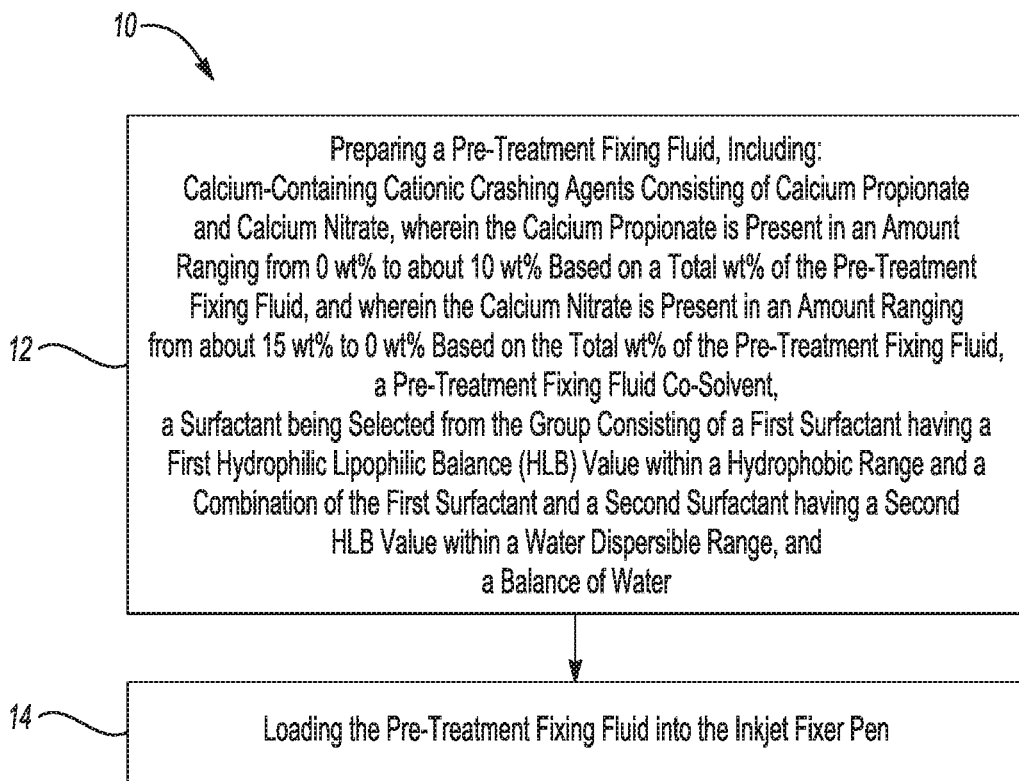 10
Preparing a Pre-Treatment Fixing Fluid, Including:
Calcium-Containing Cationic Crashing Agents Consisting of Calcium Propionate
and Calcium Nitrate, wherein the Calcium Propionate is Present in an Amount
Ranging from 0 wt% to about 10 wt% Based on a Total wt% of the Pre-Treatment
Fixing Fluid, and wherein the Calcium Nitrate is Present in an Amount Ranging
from about 15 wt% to 0 wt% Based on the Total wt% of the Pre-Treatment Fixing Fluid,
a Pre-Treatment Fixing Fluid Co-Solvent,
a Surfactant being Selected from the Group Consisting of a First Surfactant having a
First Hydrophilic Lipophilic Balance (HLB) Value within a Hydrophobic Range and a
Combination of the First Surfactant and a Second Surfactant having a Second
HLB Value within a Water Dispersible Range, and
a Balance of Water
12
Loading the Pre-Treatment Fixing Fluid into the Inkjet Fixer Pen
14